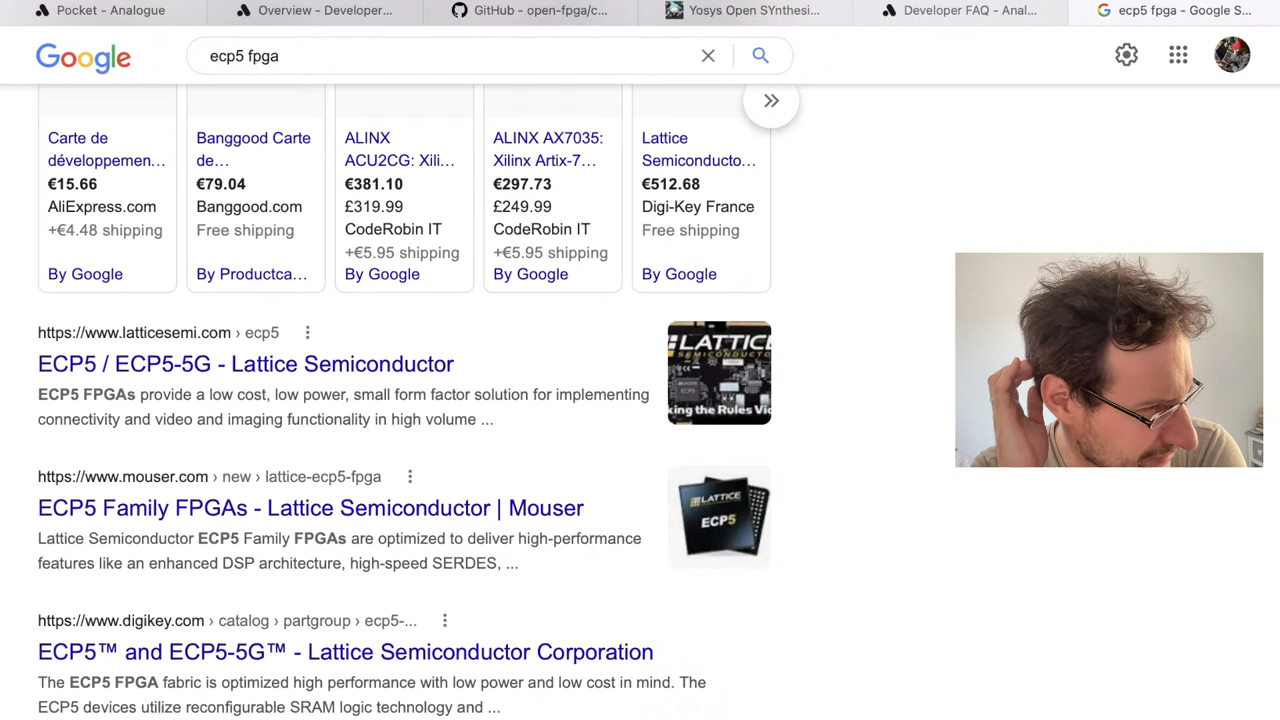 Pocket - Analogue
Overview - Developer...
GitHub - open-fpga/c...
Yosys Open SYnthesi...
Developer FAQ - Anal...
ecp5 fpga - Google S...
Google
ecp5 fpga
Carte de
développemen...
€15.66
AliExpress.com
+€4.48 shipping
By Google
Banggood Carte
de...
€79.04
Banggood.com
Free shipping
By Productca...
ALINX
ACU2CG: Xili...
€381.10
£319.99
CodeRobin IT
+€5.95 shipping
By Google
ALINX AX7035:
Xilinx Artix-7...
€297.73
£249.99
CodeRobin IT
+€5.95 shipping
By Google
Lattice
Semiconducto...
€512.68
Digi-Key France
Free shipping
By Google
https://www.latticesemi.com › ecp5
ECP5 / ECP5-5G - Lattice Semiconductor
ECP5 FPGAs provide a low cost, low power, small form factor solution for implementing
connectivity and video and imaging functionality in high volume ...
LATTICE
SEMICONDUCTO
king the Rules Vi
https://www.mouser.com › new › lattice-ecp5-fpga
ECP5 Family FPGAs - Lattice Semiconductor | Mouser
Lattice Semiconductor ECP5 Family FPGAs are optimized to deliver high-performance
features like an enhanced DSP architecture, high-speed SERDES, ...
LATTICE
ECP5
https://www.digikey.com › catalog › partgroup › ecp5-...
ECP5™ and ECP5-5G™ - Lattice Semiconductor Corporation
The ECP5 FPGA fabric is optimized high performance with low power and low cost in mind. The
ECP5 devices utilize reconfigurable SRAM logic technology and ...